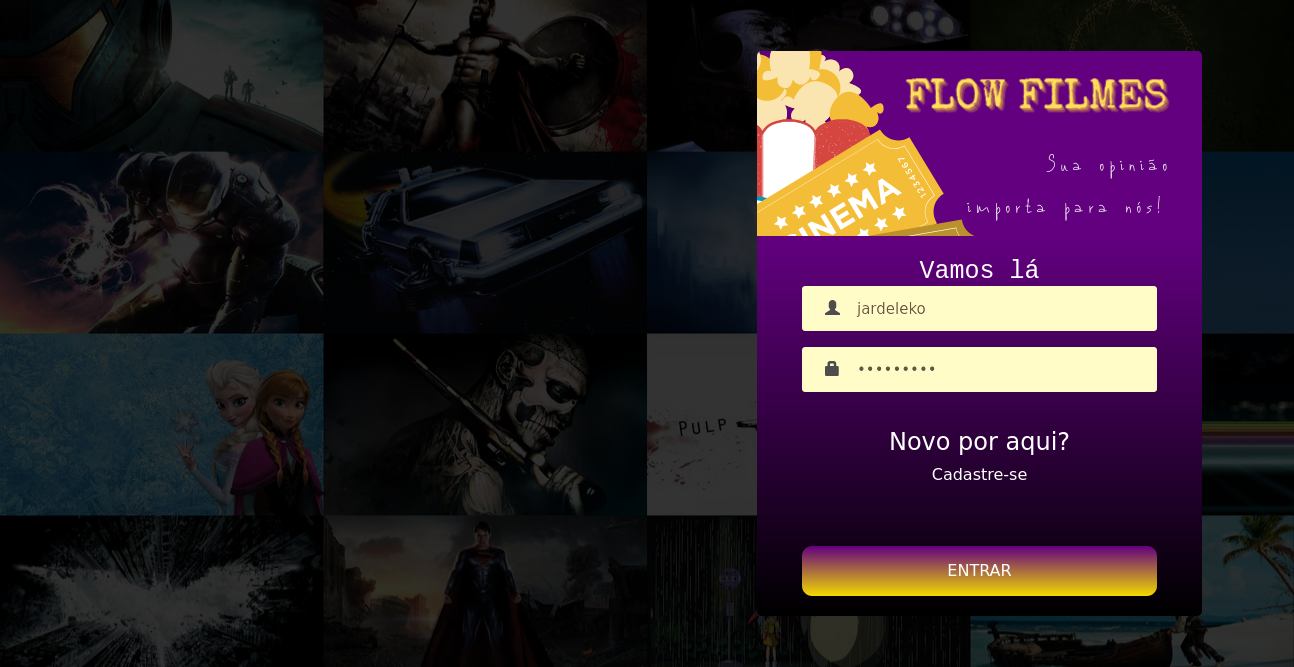 FLOW FILMES
Sua opinião
importa para nós!
1234567
CINEMA
Vamos lá
jardeleko
•••••••••
Novo por aqui?
Cadastre-se
ENTRAR
PULP